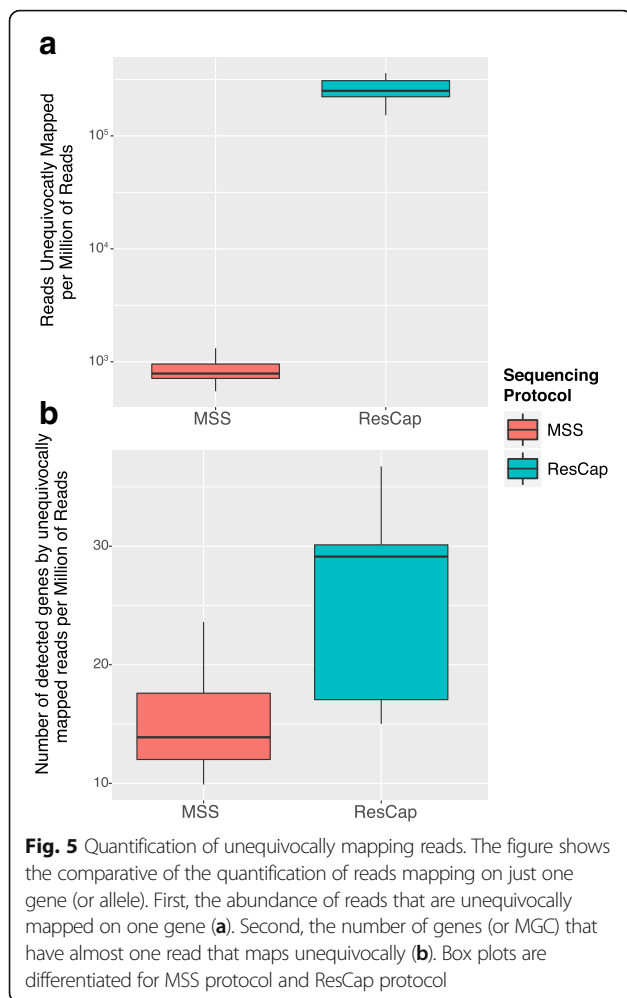 a
Reads Unequivocatly Mapped
per Million of Reads
10⁵
10⁴
10³
MSS
ResCap
Sequencing
Protocol
MSS
ResCap
b
Number of detected genes by unequivocally
mapped reads per Million of Reads
30
20
10
MSS
ResCap
Fig. 5 Quantification of unequivocally mapping reads. The figure shows
the comparative of the quantification of reads mapping on just one
gene (or allele). First, the abundance of reads that are unequivocally
mapped on one gene (a). Second, the number of genes (or MGC) that
have almost one read that maps unequivocally (b). Box plots are
differentiated for MSS protocol and ResCap protocol